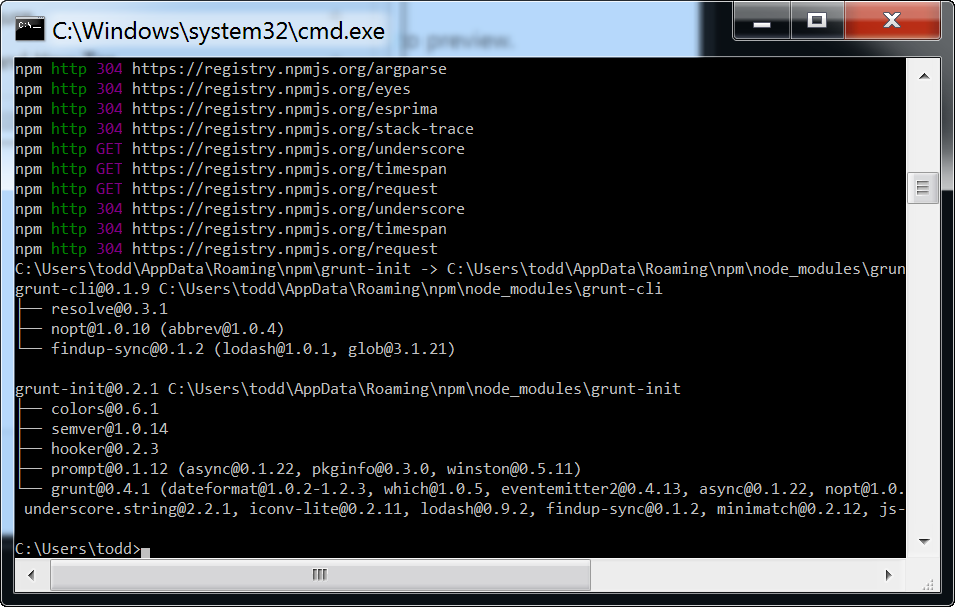 C:\Windows\system32\cmd.exe
o preview.
npm http 304 https://registry.npmjs.org/argparse
npm http 304 https://registry.npmjs.org/eyes
npm http 304 https://registry.npmjs.org/esprima
npm http 304 https://registry.npmjs.org/stack-trace
npm http GET https://registry.npmjs.org/underscore
npm http GET https://registry.npmjs.org/timespan
npm http GET https://registry.npmjs.org/request
npm http 304 https://registry.npmjs.org/underscore
npm http 304 https://registry.npmjs.org/timespan
npm http 304 https://registry.npmjs.org/request
C:\Users\todd\AppData\Roaming\npm\grunt-init -> C:\Users\todd\AppData\Roaming\npm\node_modules\grun
grunt-cli@0.1.9 C:\Users\todd\AppData\Roaming\npm\node_modules\grunt-cli
├── resolve@0.3.1
├── nopt@1.0.10 (abbrev@1.0.4)
└── findup-sync@0.1.2 (lodash@1.0.1, glob@3.1.21)
grunt-init@0.2.1 C:\Users\todd\AppData\Roaming\npm\node_modules\grunt-init
├── colors@0.6.1
├── semver@1.0.14
├── hooker@0.2.3
├── prompt@0.1.12 (async@0.1.22, pkginfo@0.3.0, winston@0.5.11)
└── grunt@0.4.1 (dateformat@1.0.2-1.2.3, which@1.0.5, eventemitter2@0.4.13, async@0.1.22, nopt@1.0.
underscore.string@2.2.1, iconv-lite@0.2.11, lodash@0.9.2, findup-sync@0.1.2, minimatch@0.2.12, js-
C:\Users\todd>